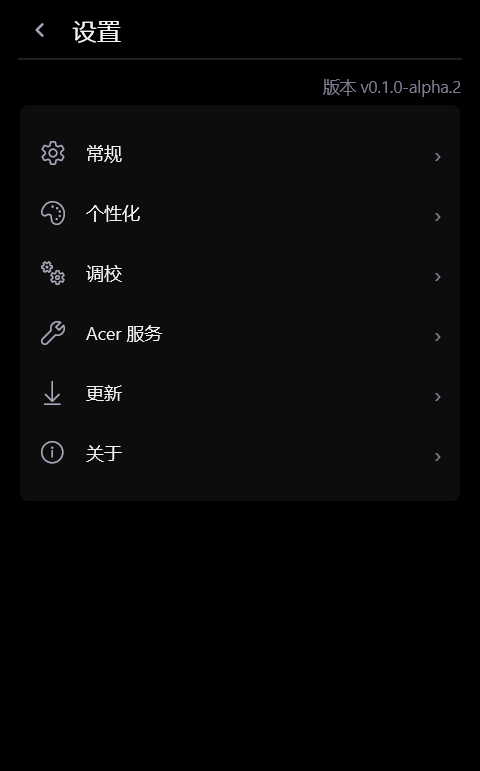 设置
版本 v0.1.0-alpha.2
常规
个性化
调校
Acer 服务
更新
关于